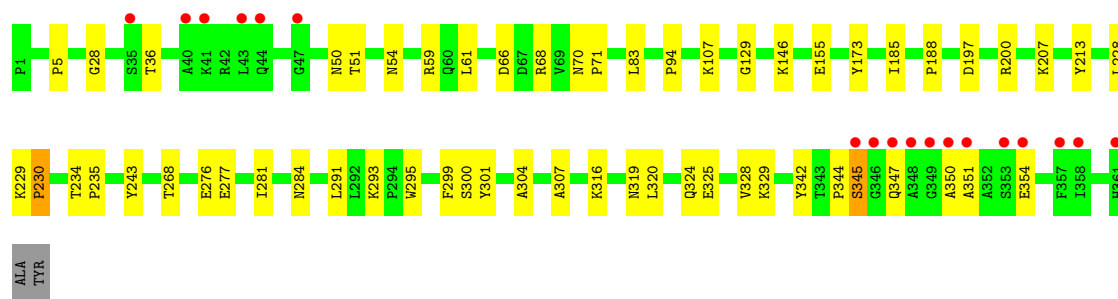 P1 P5 G28 S35 T36 A40 K41 R42 L43 Q44 G47 N50 T51 N54 R59 Q60 L61 D66 D67 R68 V69 N70 P71 L83 P94 K107 G129 K146 E155 Y173 I185 P188 D197 R200 K207 Y213 L228
K229 P230 T234 P235 Y243 T268 E276 E277 I281 N284 L291 L292 K293 P294 W295 F299 S300 Y301 A304 A307 K316 N319 L320 Q324 E325 V328 K329 Y342 T343 P344 S345 G346 Q347 A348 G349 A350 A351 A352 S353 E354 F357 I358 H361
ALA TYR